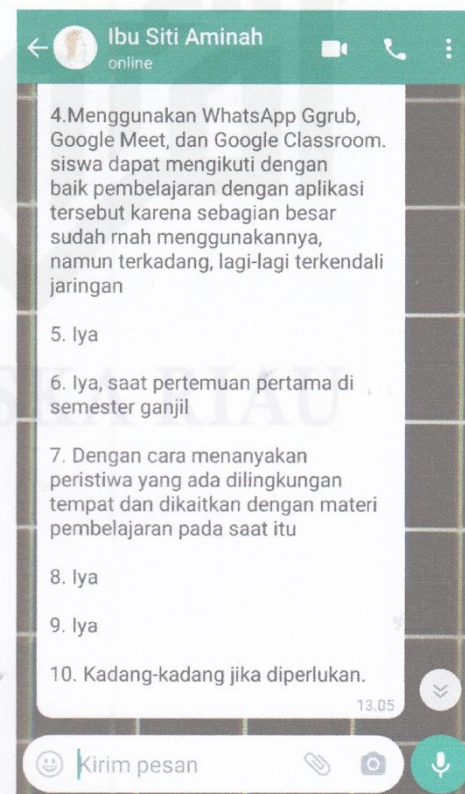 Ibu Siti Aminah
online
4.Menggunakan WhatsApp Ggrub,
Google Meet, dan Google Classroom.
siswa dapat mengikuti dengan
baik pembelajaran dengan aplikasi
tersebut karena sebagian besar
sudah rnah menggunakannya,
namun terkadang, lagi-lagi terkendali
jaringan
5. Iya
6. Iya, saat pertemuan pertama di
semester ganjil
7. Dengan cara menanyakan
peristiwa yang ada dilingkungan
tempat dan dikaitkan dengan materi
pembelajaran pada saat itu
8. Iya
9. Iya
10. Kadang-kadang jika diperlukan.
13.05
Kirim pesan
SKA RIAU